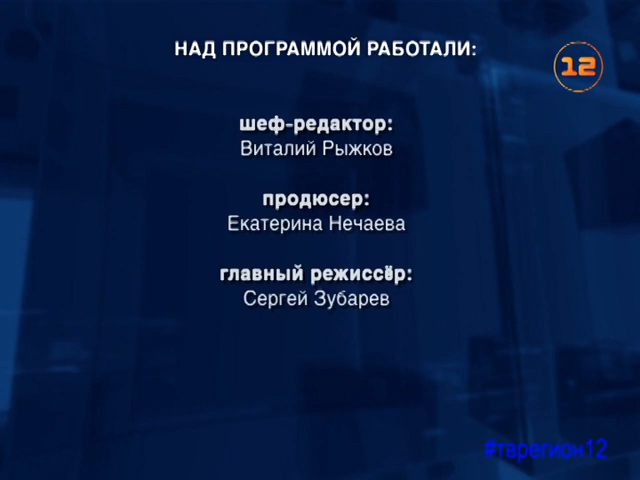 НАД ПРОГРАММОЙ РАБОТАЛИ:
12
шеф-редактор:
Виталий Рыжков
продюсер:
Екатерина Нечаева
главный режиссёр:
Сергей Зубарев
#тврегион12